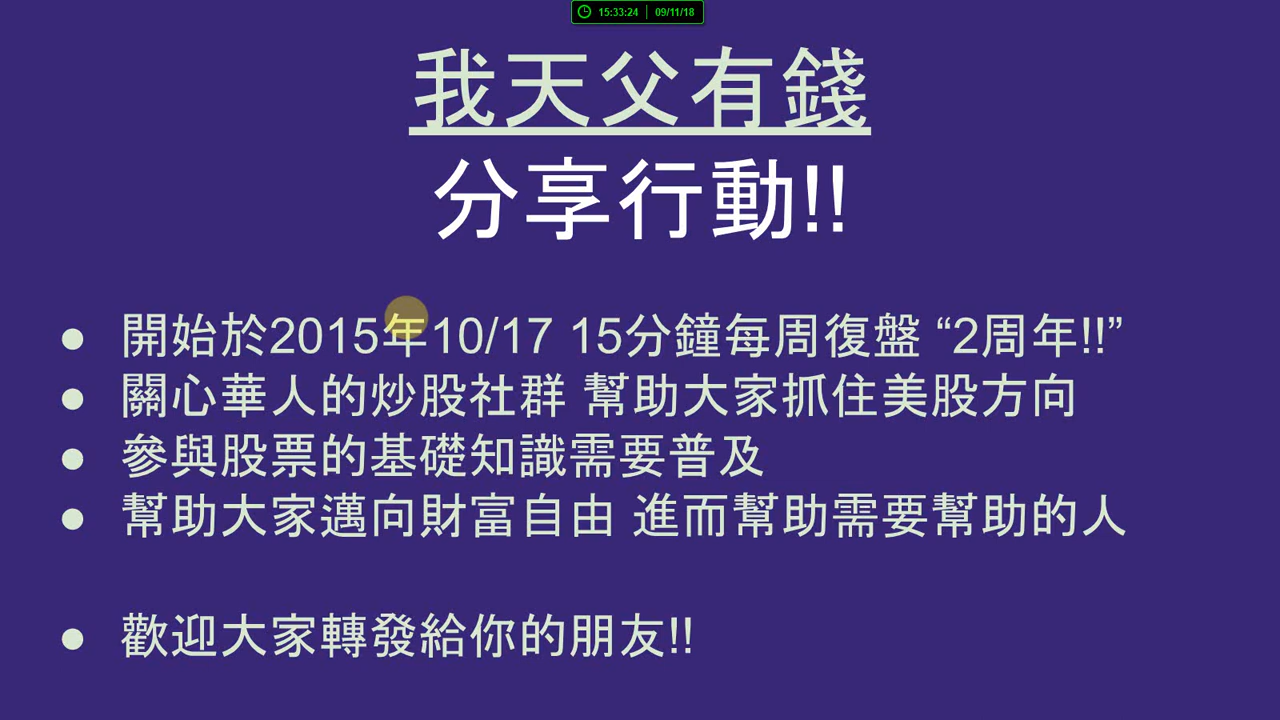 15:33:24 | 09/11/18
我天父有錢
分享行動!!
● 開始於2015年10/17 15分鐘每周復盤 “2周年!!”
● 關心華人的炒股社群 幫助大家抓住美股方向
● 參與股票的基礎知識需要普及
● 幫助大家邁向財富自由 進而幫助需要幫助的人
● 歡迎大家轉發給你的朋友!!